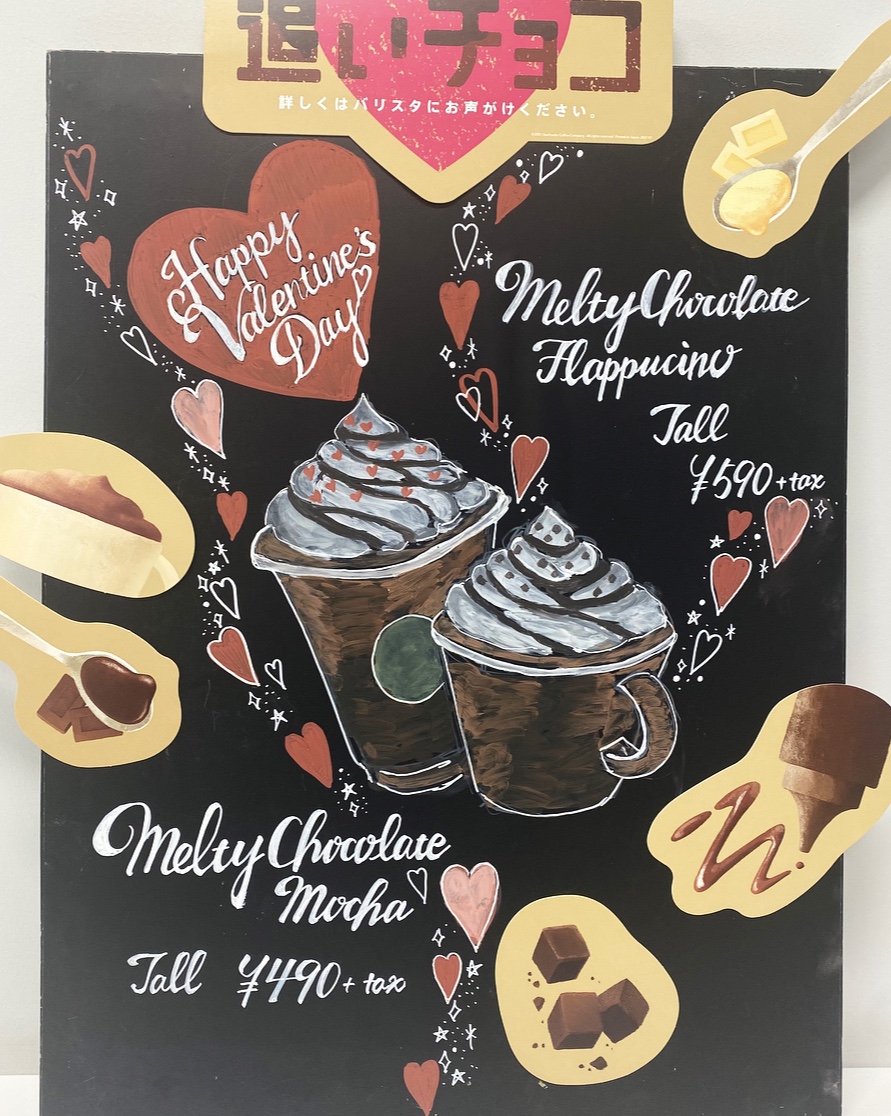 追いチョコ
詳しくはバリスタにお声がけください。
Happy
Valentine's
Day
Melty Chocolate
Flappucino
Tall
¥590+tax
Melty Chocolate
Mocha
Tall ¥490+tax